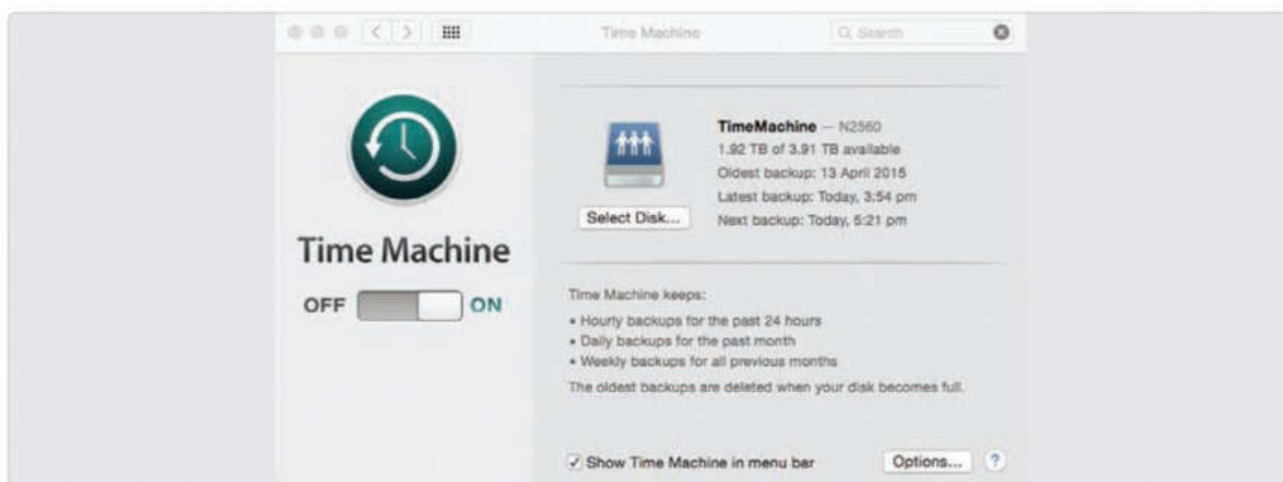 Time Machine
Search
Time Machine
OFF
ON
Select Disk...
TimeMachine — N2560
1.92 TB of 3.91 TB available
Oldest backup: 13 April 2015
Latest backup: Today, 3:54 pm
Next backup: Today, 5:21 pm
Time Machine keeps:
• Hourly backups for the past 24 hours
• Daily backups for the past month
• Weekly backups for all previous months
The oldest backups are deleted when your disk becomes full.
Show Time Machine in menu bar
Options...
?